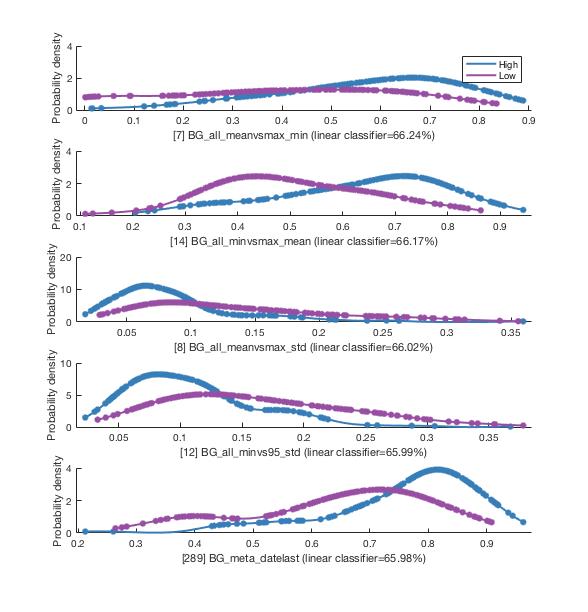 Probability density
4
2
0
High
Low
0 0.1 0.2 0.3 0.4 0.5 0.6 0.7 0.8 0.9
[7] BG_all_meanvsmax_min (linear classifier=66.24%)
Probability density
4
2
0
0.1 0.2 0.3 0.4 0.5 0.6 0.7 0.8 0.9
[14] BG_all_minvsmax_mean (linear classifier=66.17%)
Probability density
20
10
0
0.05 0.1 0.15 0.2 0.25 0.3 0.35
[8] BG_all_meanvsmax_std (linear classifier=66.02%)
Probability density
10
5
0
0.05 0.1 0.15 0.2 0.25 0.3 0.35
[12] BG_all_minvs95_std (linear classifier=65.99%)
Probability density
4
2
0
0.2 0.3 0.4 0.5 0.6 0.7 0.8 0.9
[289] BG_meta_datelast (linear classifier=65.98%)